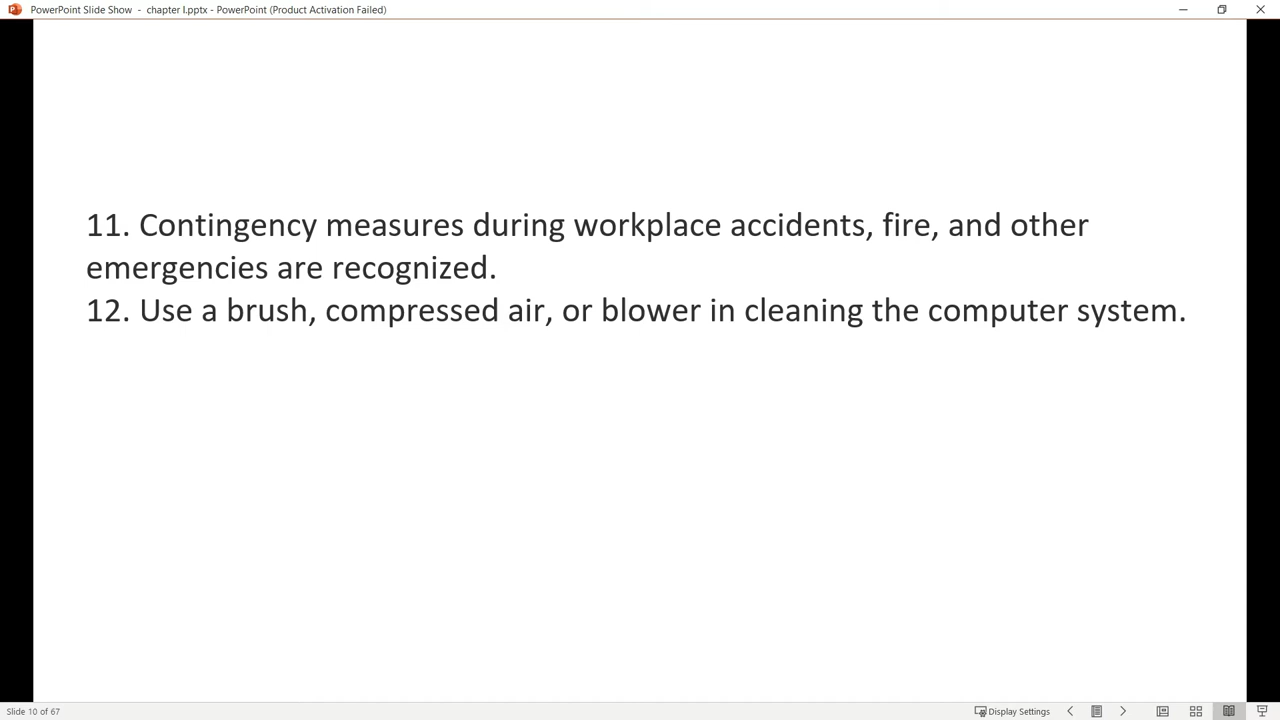 PowerPoint Slide Show - chapter I.pptx - PowerPoint (Product Activation Failed)
11. Contingency measures during workplace accidents, fire, and other
emergencies are recognized.
12. Use a brush, compressed air, or blower in cleaning the computer system.
Slide 10 of 67
Display Settings